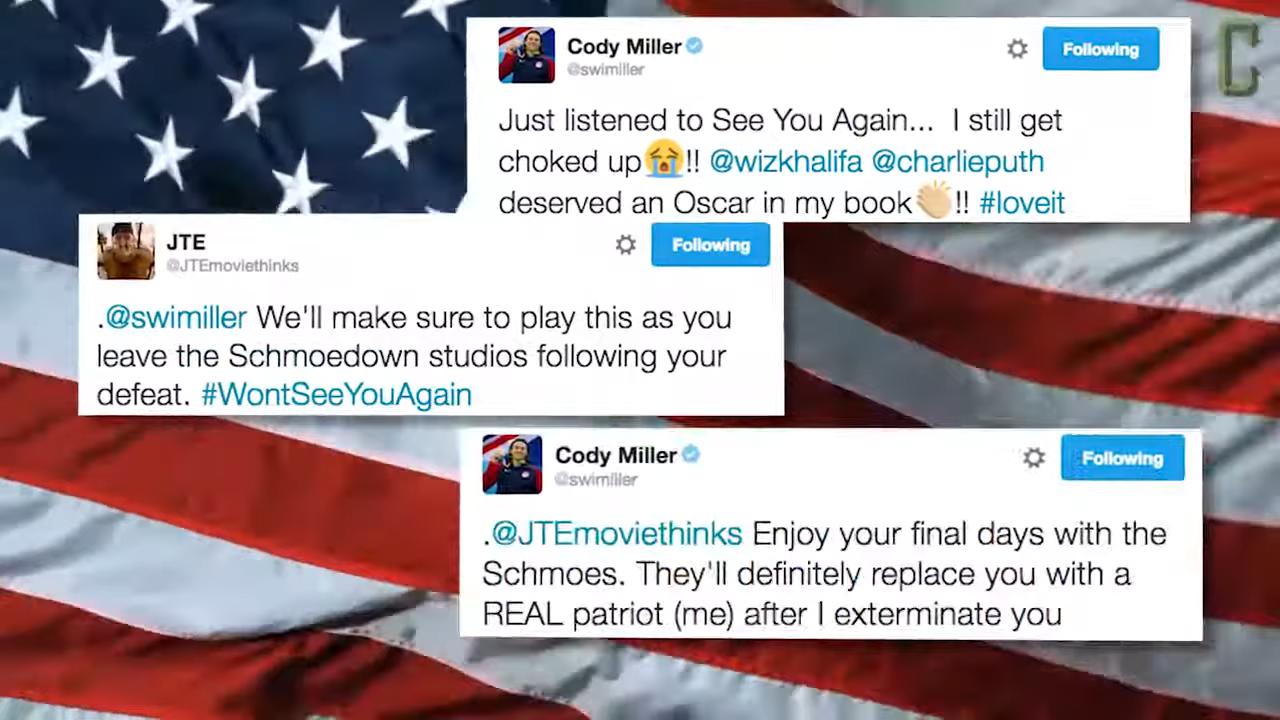 Cody Miller
@swimiller
Following
Just listened to See You Again... I still get
choked up😭!! @wizkhalifa @charlieputh
deserved an Oscar in my book👏!! #loveit
JTE
@JTEmoviethinks
Following
.@swimiller We'll make sure to play this as you
leave the Schmoedown studios following your
defeat. #WontSeeYouAgain
Cody Miller
@swimiller
Following
.@JTEmoviethinks Enjoy your final days with the
Schmoes. They'll definitely replace you with a
REAL patriot (me) after I exterminate you
C